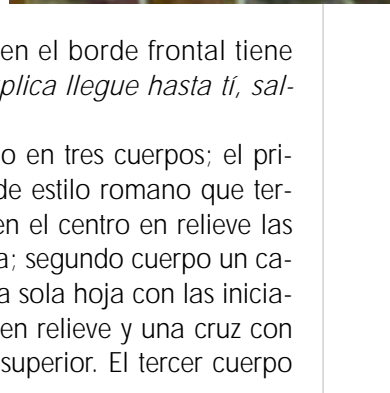 en el borde frontal tiene
plica llegue hasta tí, sal-
o en tres cuerpos; el pri-
de estilo romano que ter-
en el centro en relieve las
a; segundo cuerpo un ca-
a sola hoja con las inicia-
en relieve y una cruz con
superior. El tercer cuerpo